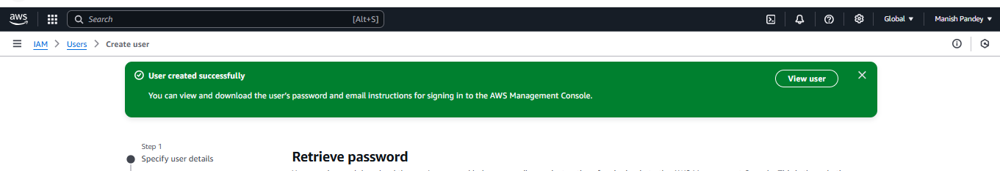 aws
Search [Alt+S] Global Manish Pandey
IAM Users Create user
User created successfully
View user
You can view and download the user's password and email instructions for signing in to the AWS Management Console.
Step 1
Specify user details
Retrieve password